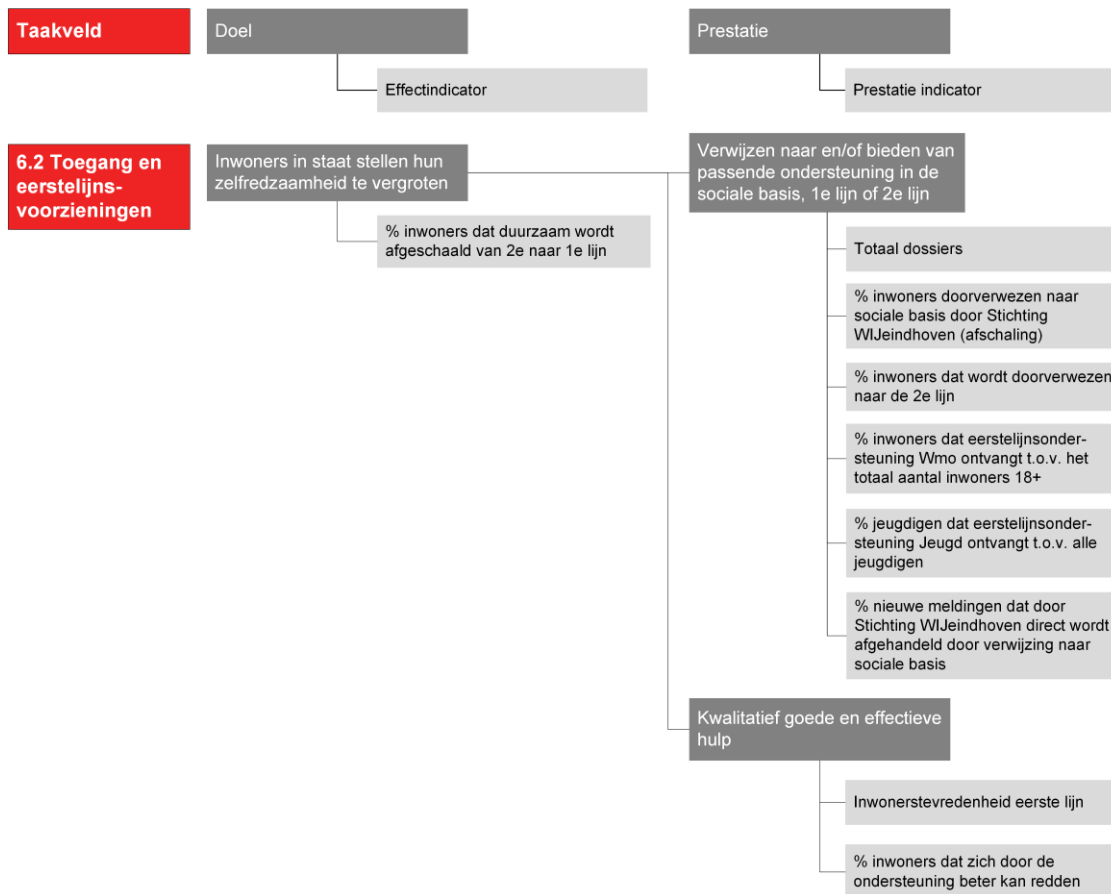 Taakveld
Doel
Prestatie
Effectindicator
Prestatie indicator
6.2 Toegang en
eerstelijns-
voorzieningen
Inwoners in staat stellen hun
zelfredzaamheid te vergroten
% inwoners dat duurzaam wordt
afgeschaald van 2e naar 1e lijn
Verwijzen naar en/of bieden van
passende ondersteuning in de
sociale basis, 1e lijn of 2e lijn
Totaal dossiers
% inwoners doorverwezen naar
sociale basis door Stichting
WIJeindhoven (afschaling)
% inwoners dat wordt doorverwezen
naar de 2e lijn
% inwoners dat eerstelijnsonder-
steuning Wmo ontvangt t.o.v. het
totaal aantal inwoners 18+
% jeugdigen dat eerstelijnsonder-
steuning Jeugd ontvangt t.o.v. alle
jeugdigen
% nieuwe meldingen dat door
Stichting WIJeindhoven direct wordt
afgehandeld door verwijzing naar
sociale basis
Kwalitatief goede en effectieve
hulp
Inwonerstevredenheid eerste lijn
% inwoners dat zich door de
ondersteuning beter kan redden